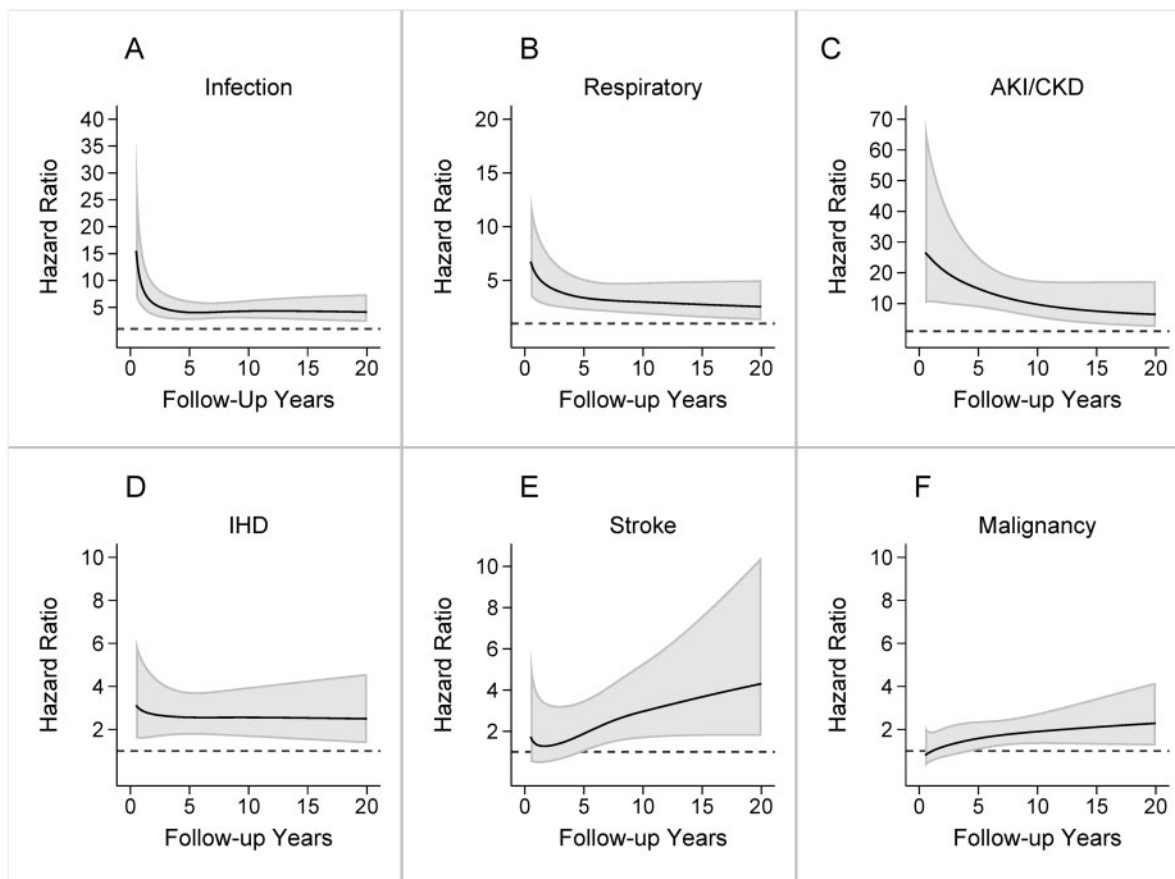 A
Infection
Hazard Ratio
40
35
30
25
20
15
10
5
0 5 10 15 20
Follow-Up Years
B
Respiratory
Hazard Ratio
20
15
10
5
0 5 10 15 20
Follow-up Years
C
AKI/CKD
Hazard Ratio
70
60
50
40
30
20
10
0 5 10 15 20
Follow-up Years
D
IHD
Hazard Ratio
10
8
6
4
2
0 5 10 15 20
Follow-up Years
E
Stroke
Hazard Ratio
10
8
6
4
2
0 5 10 15 20
Follow-up Years
F
Malignancy
Hazard Ratio
10
8
6
4
2
0 5 10 15 20
Follow-up Years